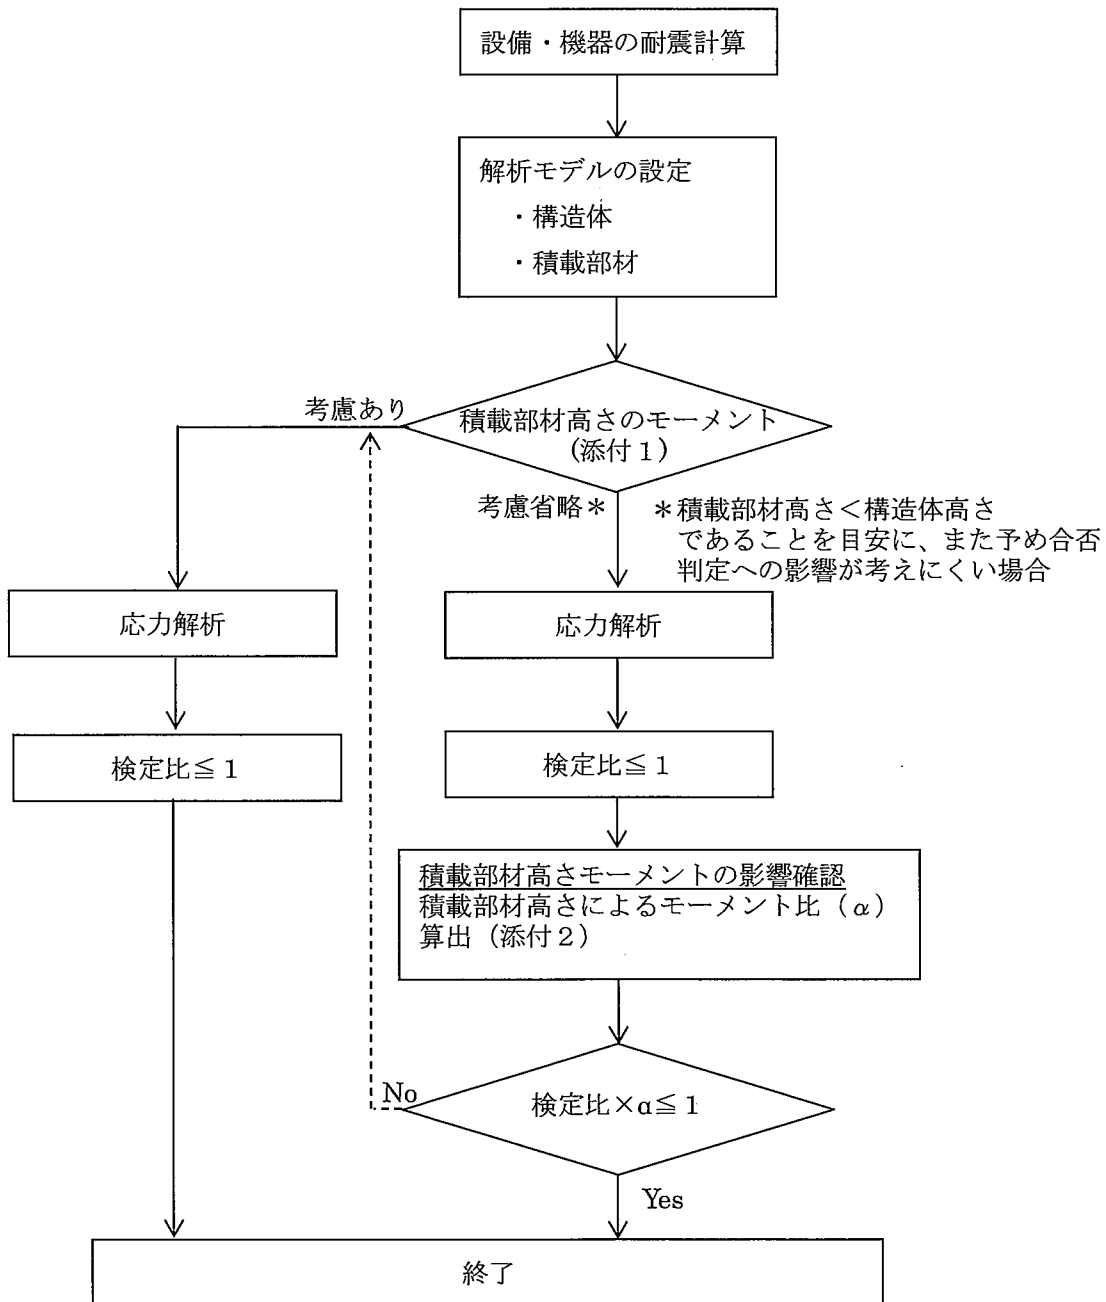 設備・機器の耐震計算
解析モデルの設定
・構造体
・積載部材
考慮あり
積載部材高さのモーメント
(添付1)
考慮省略*
*積載部材高さ<構造体高さ
であることを目安に、また予め合否
判定への影響が考えにくい場合
応力解析
応力解析
検定比≦1
検定比≦1
積載部材高さモーメントの影響確認
積載部材高さによるモーメント比(α)
算出(添付2)
No
検定比×α≦1
Yes
終了